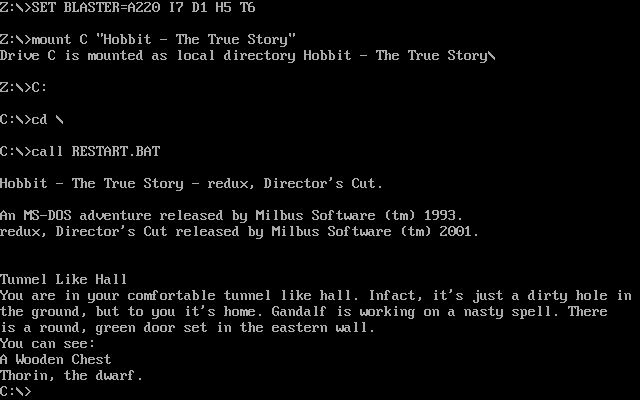 Z:\>SET BLASTER=A220 I7 D1 H5 T6
Z:\>mount C "Hobbit - The True Story"
Drive C is mounted as local directory Hobbit - The True Story\
Z:\>C:
C:\>cd \
C:\>call RESTART.BAT
Hobbit - The True Story - redux, Director's Cut.
An MS-DOS adventure released by Milbus Software (tm) 1993.
redux, Director's Cut released by Milbus Software (tm) 2001.
Tunnel Like Hall
You are in your comfortable tunnel like hall. Infact, it's just a dirty hole in
the ground, but to you it's home. Gandalf is working on a nasty spell. There
is a round, green door set in the eastern wall.
You can see:
A Wooden Chest
Thorin, the dwarf.
C:\>